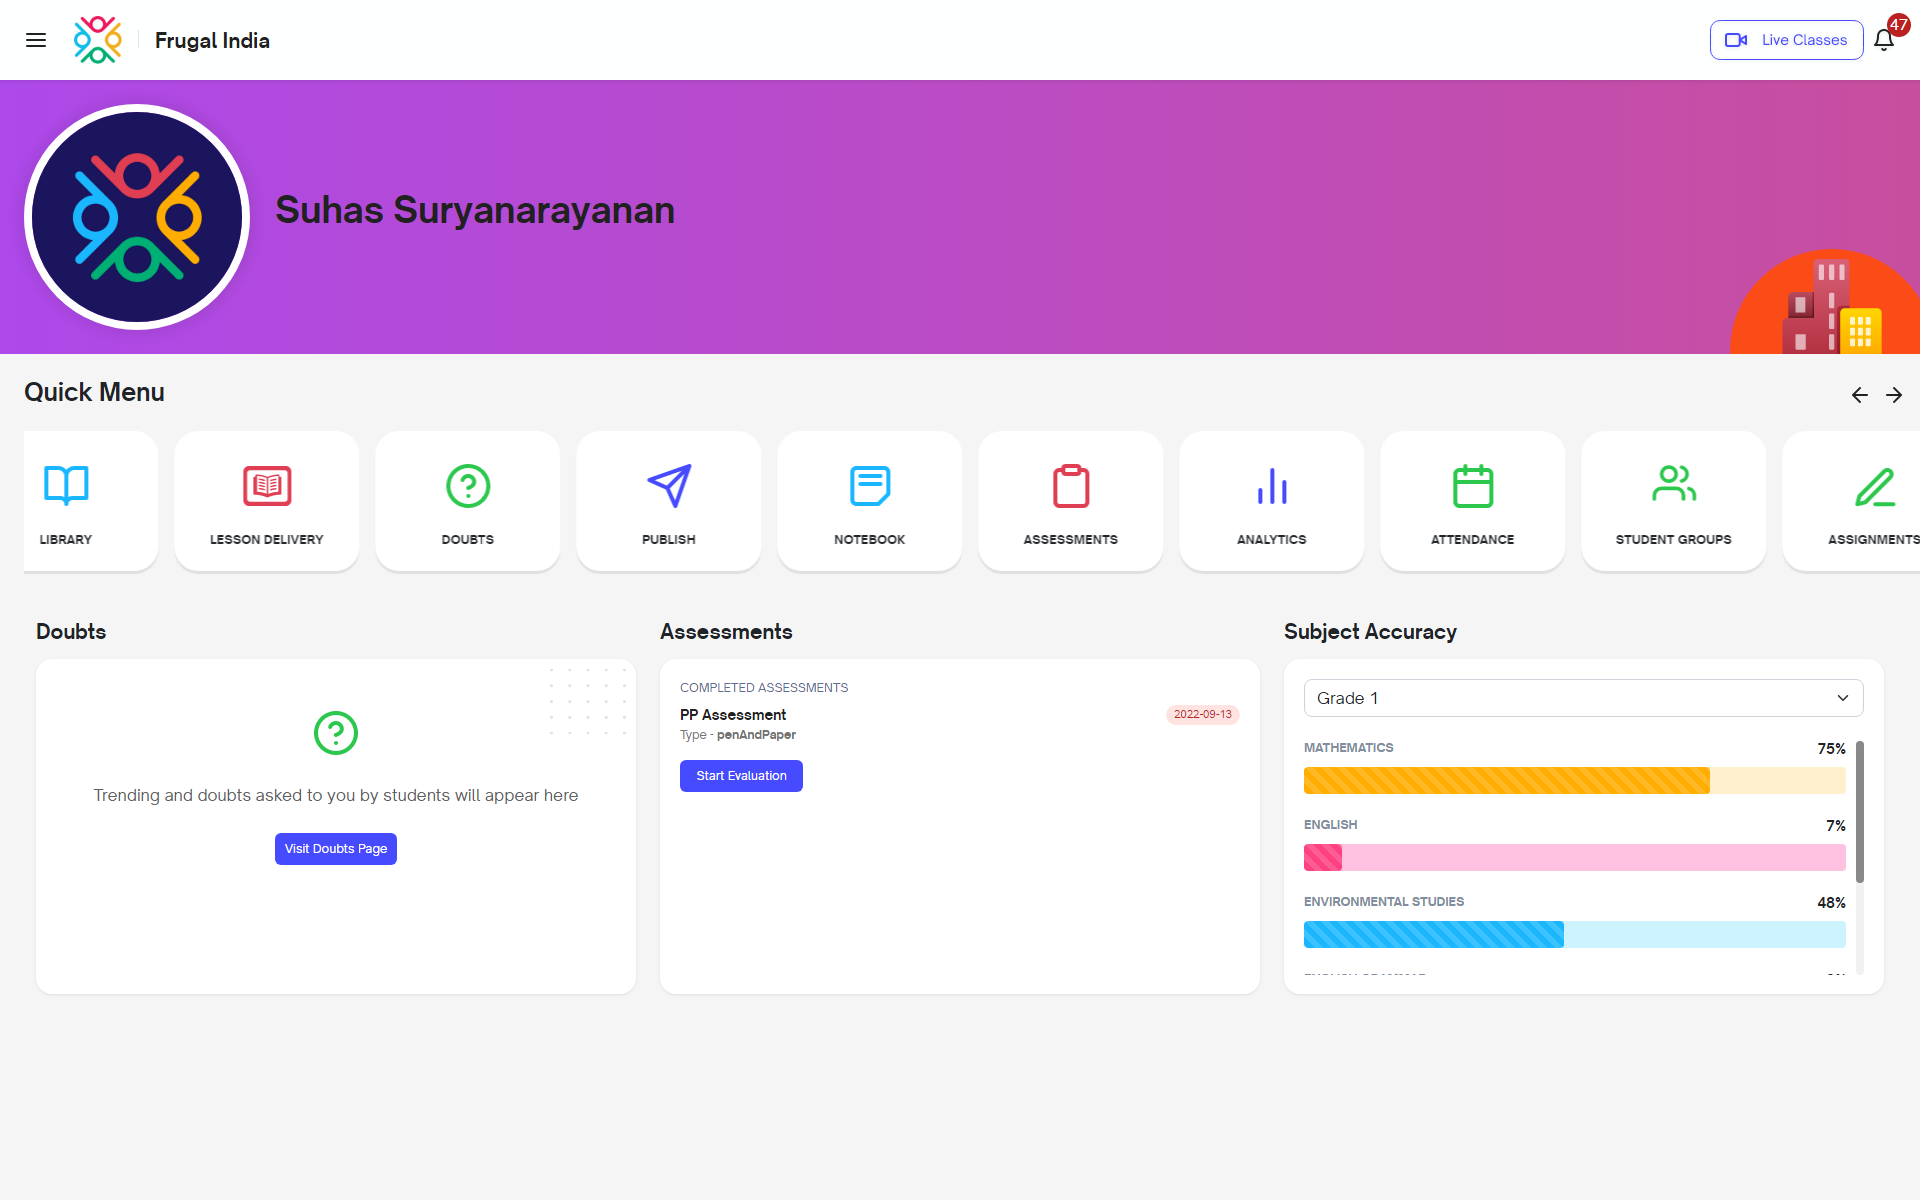 Frugal India
Live Classes
47
Suhas Suryanarayanan
Quick Menu
LIBRARY
LESSON DELIVERY
DOUBTS
PUBLISH
NOTEBOOK
ASSESSMENTS
ANALYTICS
ATTENDANCE
STUDENT GROUPS
ASSIGNMENTS
Doubts
Trending and doubts asked to you by students will appear here
Visit Doubts Page
Assessments
COMPLETED ASSESSMENTS
PP Assessment
2022-09-13
Type - penAndPaper
Start Evaluation
Subject Accuracy
Grade 1
MATHEMATICS
75%
ENGLISH
7%
ENVIRONMENTAL STUDIES
48%